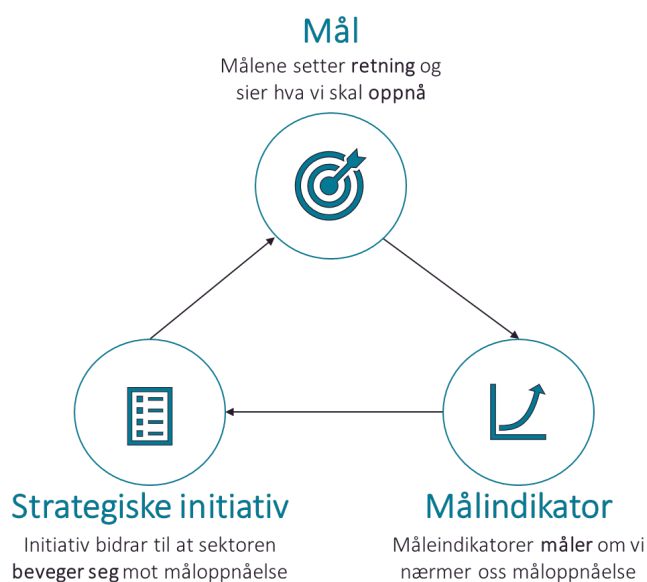 Mål
Målene setter retning og
sier hva vi skal oppnå
Strategiske initiativ
Initiativ bidrar til at sektoren
beveger seg mot måloppnåelse
Målindikator
Måleindikatorer måler om vi
nærmer oss måloppnåelse